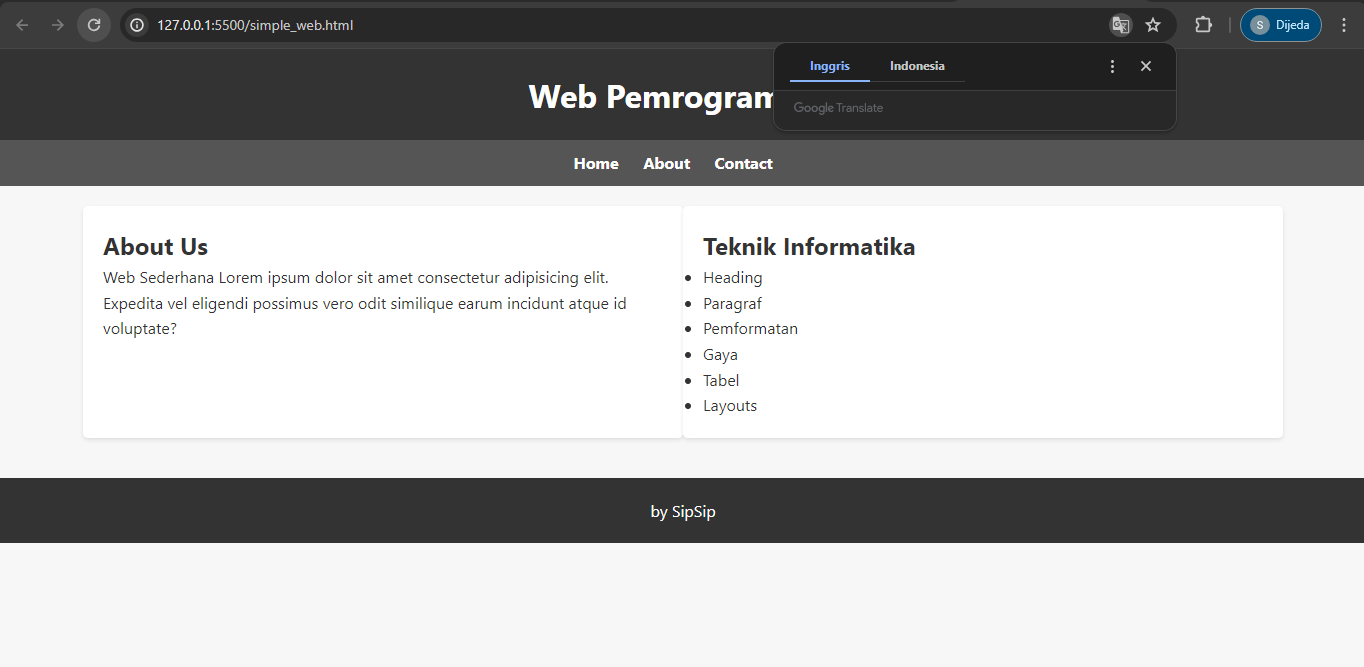 127.0.0.1:5500/simple_web.html
S Dijeda
Inggris Indonesia
Google Translate
Web Pemrogram
Home About Contact
About Us
Web Sederhana Lorem ipsum dolor sit amet consectetur adipisicing elit.
Expedita vel eligendi possimus vero odit similique earum incidunt atque id
voluptate?
Teknik Informatika
Heading
Paragraf
Pemformatan
Gaya
Tabel
Layouts
by SipSip